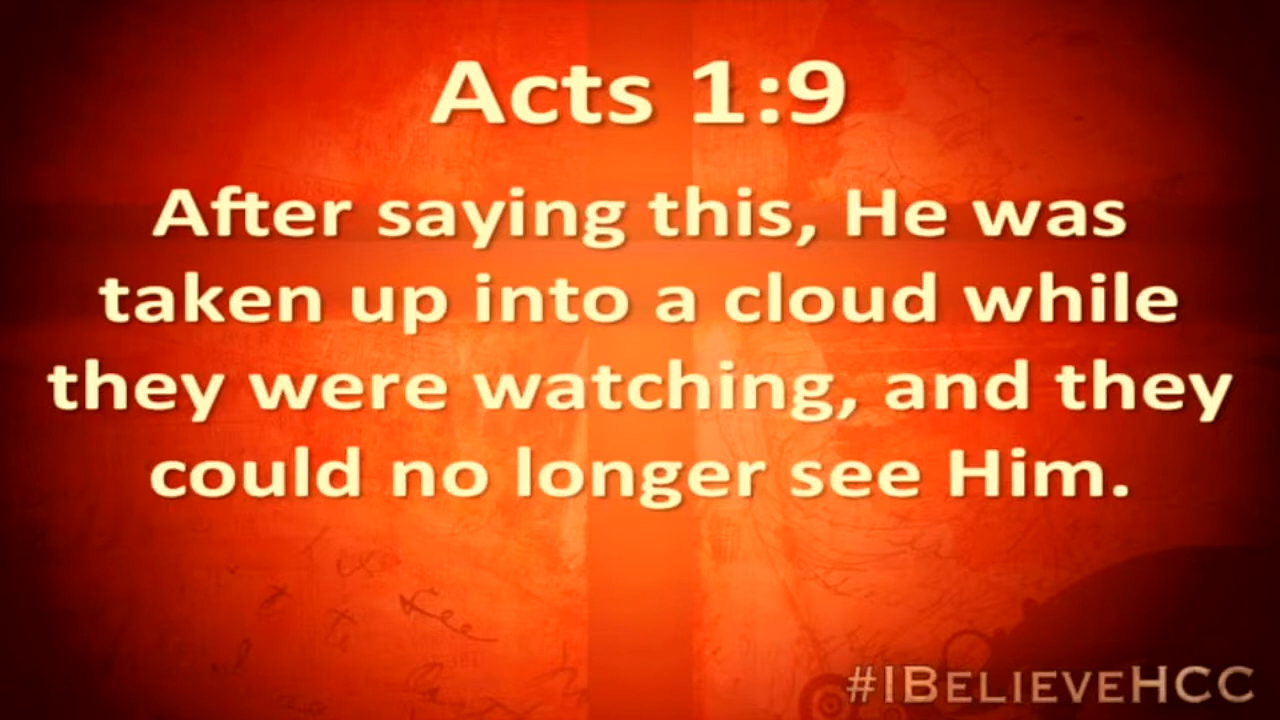 Acts 1:9
After saying this, He was
taken up into a cloud while
they were watching, and they
could no longer see Him.
#IBELIEVEHCC